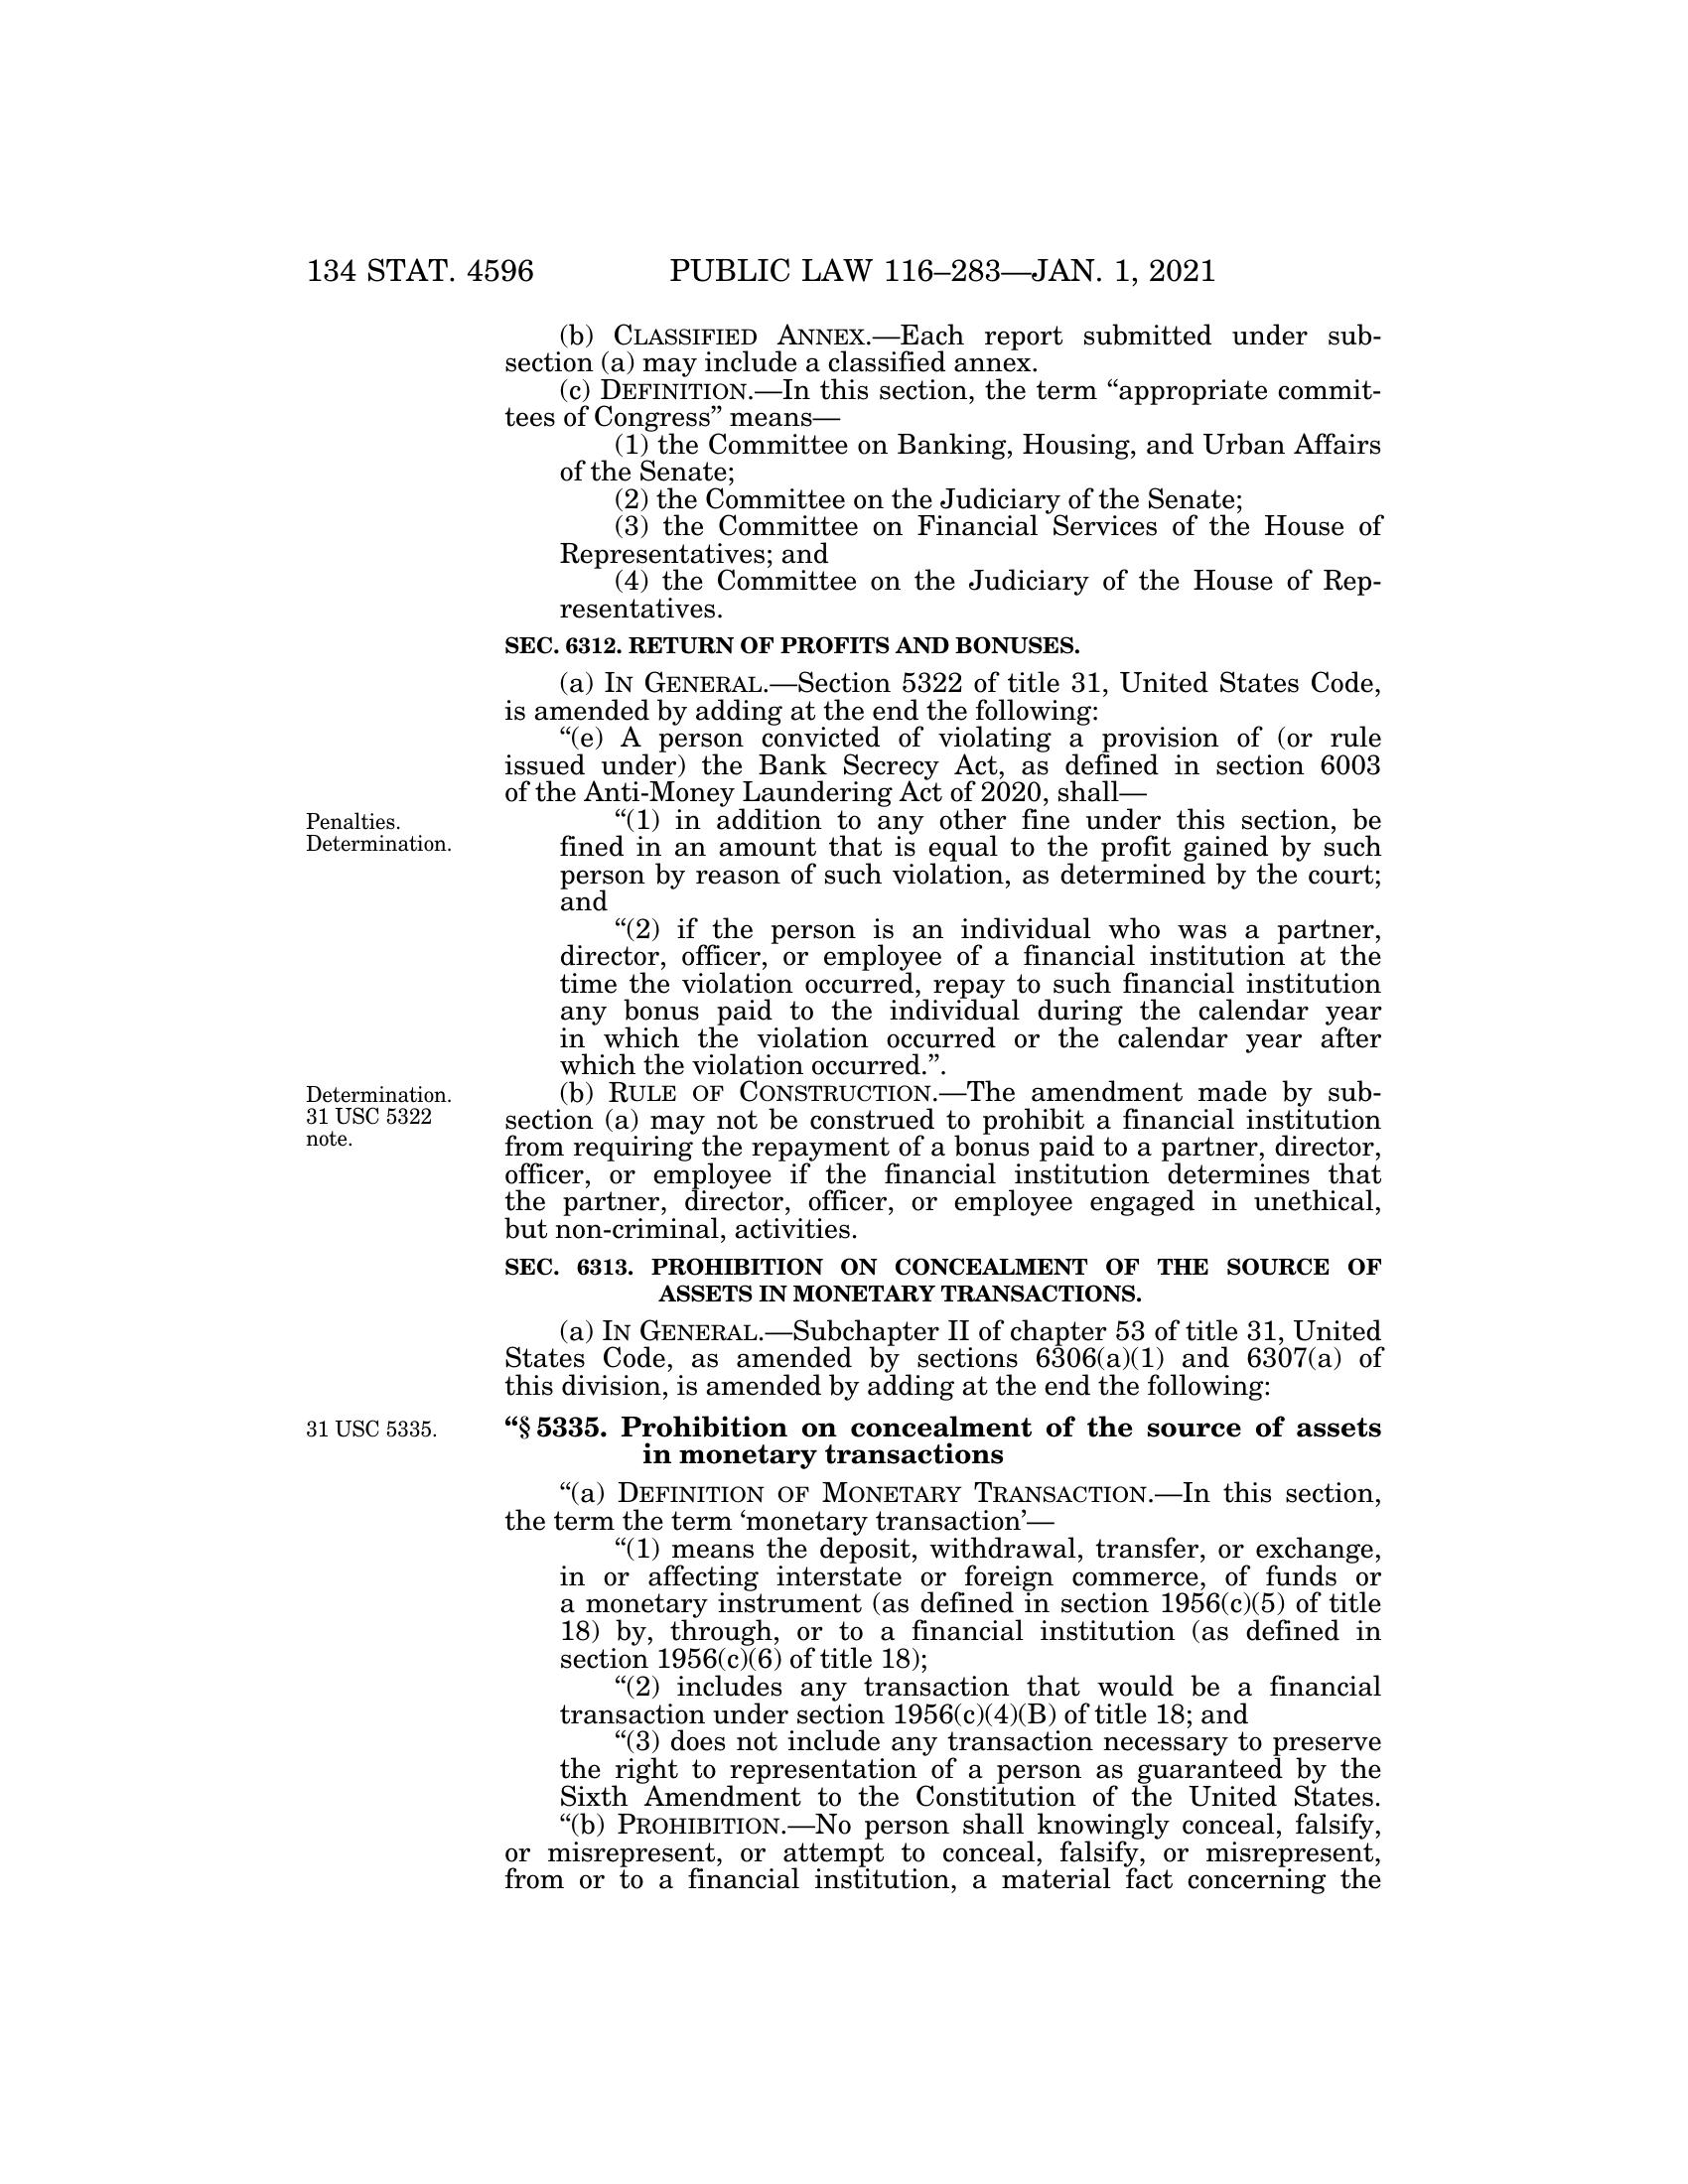 134 STAT. 4596 PUBLIC LAW 116–283—JAN. 1, 2021
(b) CLASSIFIED ANNEX.—Each report submitted under sub-
section (a) may include a classified annex.
(c) DEFINITION.—In this section, the term “appropriate commit-
tees of Congress” means—
(1) the Committee on Banking, Housing, and Urban Affairs
of the Senate;
(2) the Committee on the Judiciary of the Senate;
(3) the Committee on Financial Services of the House of
Representatives; and
(4) the Committee on the Judiciary of the House of Rep-
resentatives.
SEC. 6312. RETURN OF PROFITS AND BONUSES.
(a) IN GENERAL.—Section 5322 of title 31, United States Code,
is amended by adding at the end the following:
“(e) A person convicted of violating a provision of (or rule
issued under) the Bank Secrecy Act, as defined in section 6003
of the Anti-Money Laundering Act of 2020, shall—
Penalties.
Determination.
“(1) in addition to any other fine under this section, be
fined in an amount that is equal to the profit gained by such
person by reason of such violation, as determined by the court;
and
“(2) if the person is an individual who was a partner,
director, officer, or employee of a financial institution at the
time the violation occurred, repay to such financial institution
any bonus paid to the individual during the calendar year
in which the violation occurred or the calendar year after
which the violation occurred.”.
Determination.
31 USC 5322
note.
(b) RULE OF CONSTRUCTION.—The amendment made by sub-
section (a) may not be construed to prohibit a financial institution
from requiring the repayment of a bonus paid to a partner, director,
officer, or employee if the financial institution determines that
the partner, director, officer, or employee engaged in unethical,
but non-criminal, activities.
SEC. 6313. PROHIBITION ON CONCEALMENT OF THE SOURCE OF
ASSETS IN MONETARY TRANSACTIONS.
(a) IN GENERAL.—Subchapter II of chapter 53 of title 31, United
States Code, as amended by sections 6306(a)(1) and 6307(a) of
this division, is amended by adding at the end the following:
31 USC 5335.
“§ 5335. Prohibition on concealment of the source of assets
in monetary transactions
“(a) DEFINITION OF MONETARY TRANSACTION.—In this section,
the term the term ‘monetary transaction’—
“(1) means the deposit, withdrawal, transfer, or exchange,
in or affecting interstate or foreign commerce, of funds or
a monetary instrument (as defined in section 1956(c)(5) of title
18) by, through, or to a financial institution (as defined in
section 1956(c)(6) of title 18);
“(2) includes any transaction that would be a financial
transaction under section 1956(c)(4)(B) of title 18; and
“(3) does not include any transaction necessary to preserve
the right to representation of a person as guaranteed by the
Sixth Amendment to the Constitution of the United States.
“(b) PROHIBITION.—No person shall knowingly conceal, falsify,
or misrepresent, or attempt to conceal, falsify, or misrepresent,
from or to a financial institution, a material fact concerning the